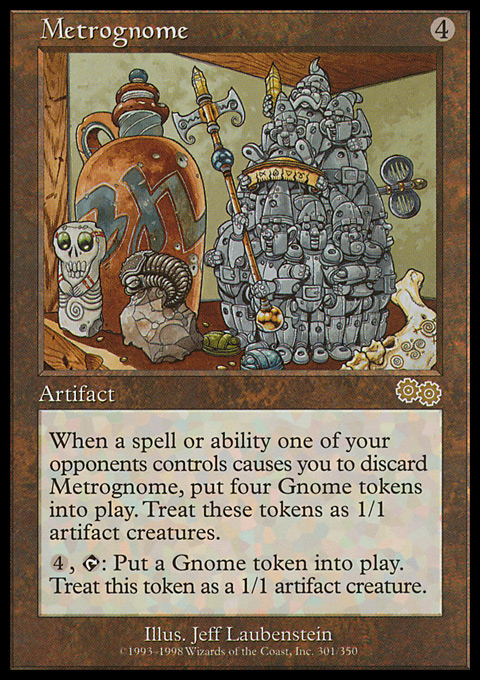 Metrognome 4
Artifact
When a spell or ability one of your
opponents controls causes you to discard
Metrognome, put four Gnome tokens
into play. Treat these tokens as 1/1
artifact creatures.
4, : Put a Gnome token into play.
Treat this token as a 1/1 artifact creature.
Illus. Jeff Laubenstein
©1993-1998 Wizards of the Coast, Inc. 301/350